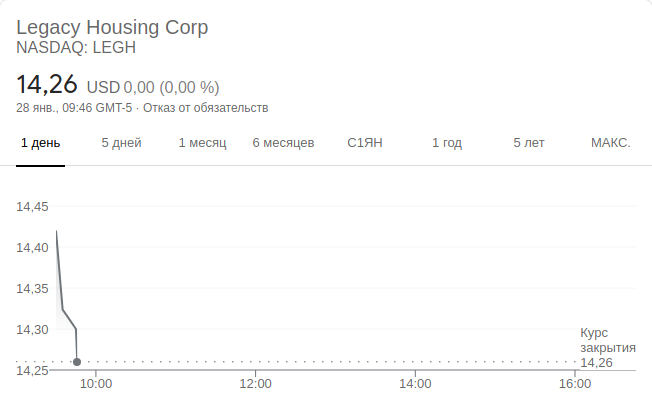 Legacy Housing Corp
NASDAQ: LEGH
14,26 USD 0,00 (0,00 %)
28 янв., 09:46 GMT-5 · Отказ от обязательств
1 день 5 дней 1 месяц 6 месяцев С1ЯН 1 год 5 лет МАКС.
14,45
14,40
14,35
14,30
Курс
закрытия
14,26
14,25
10:00 12:00 14:00 16:00